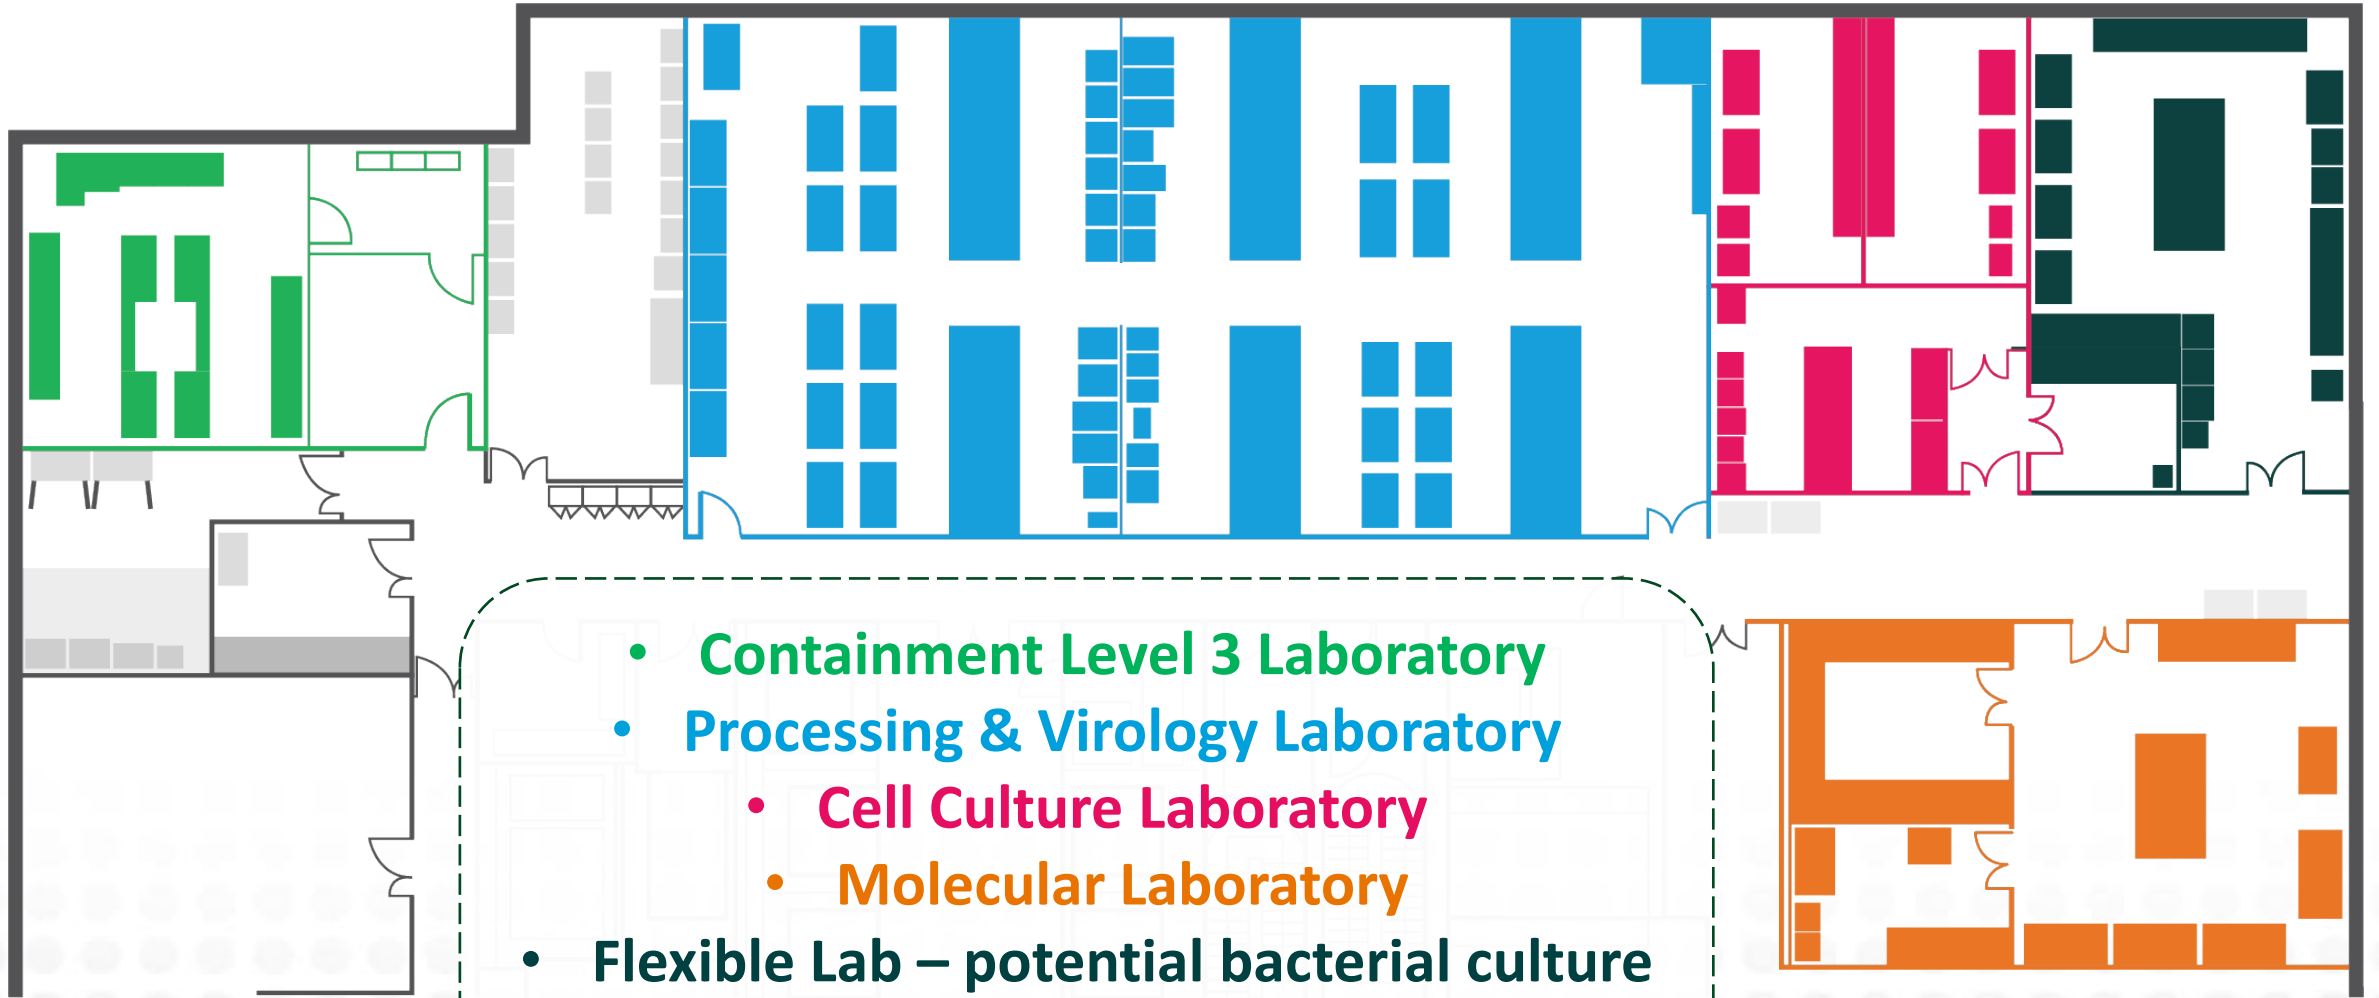 • Containment Level 3 Laboratory
• Processing & Virology Laboratory
• Cell Culture Laboratory
• Molecular Laboratory
• Flexible Lab – potential bacterial culture